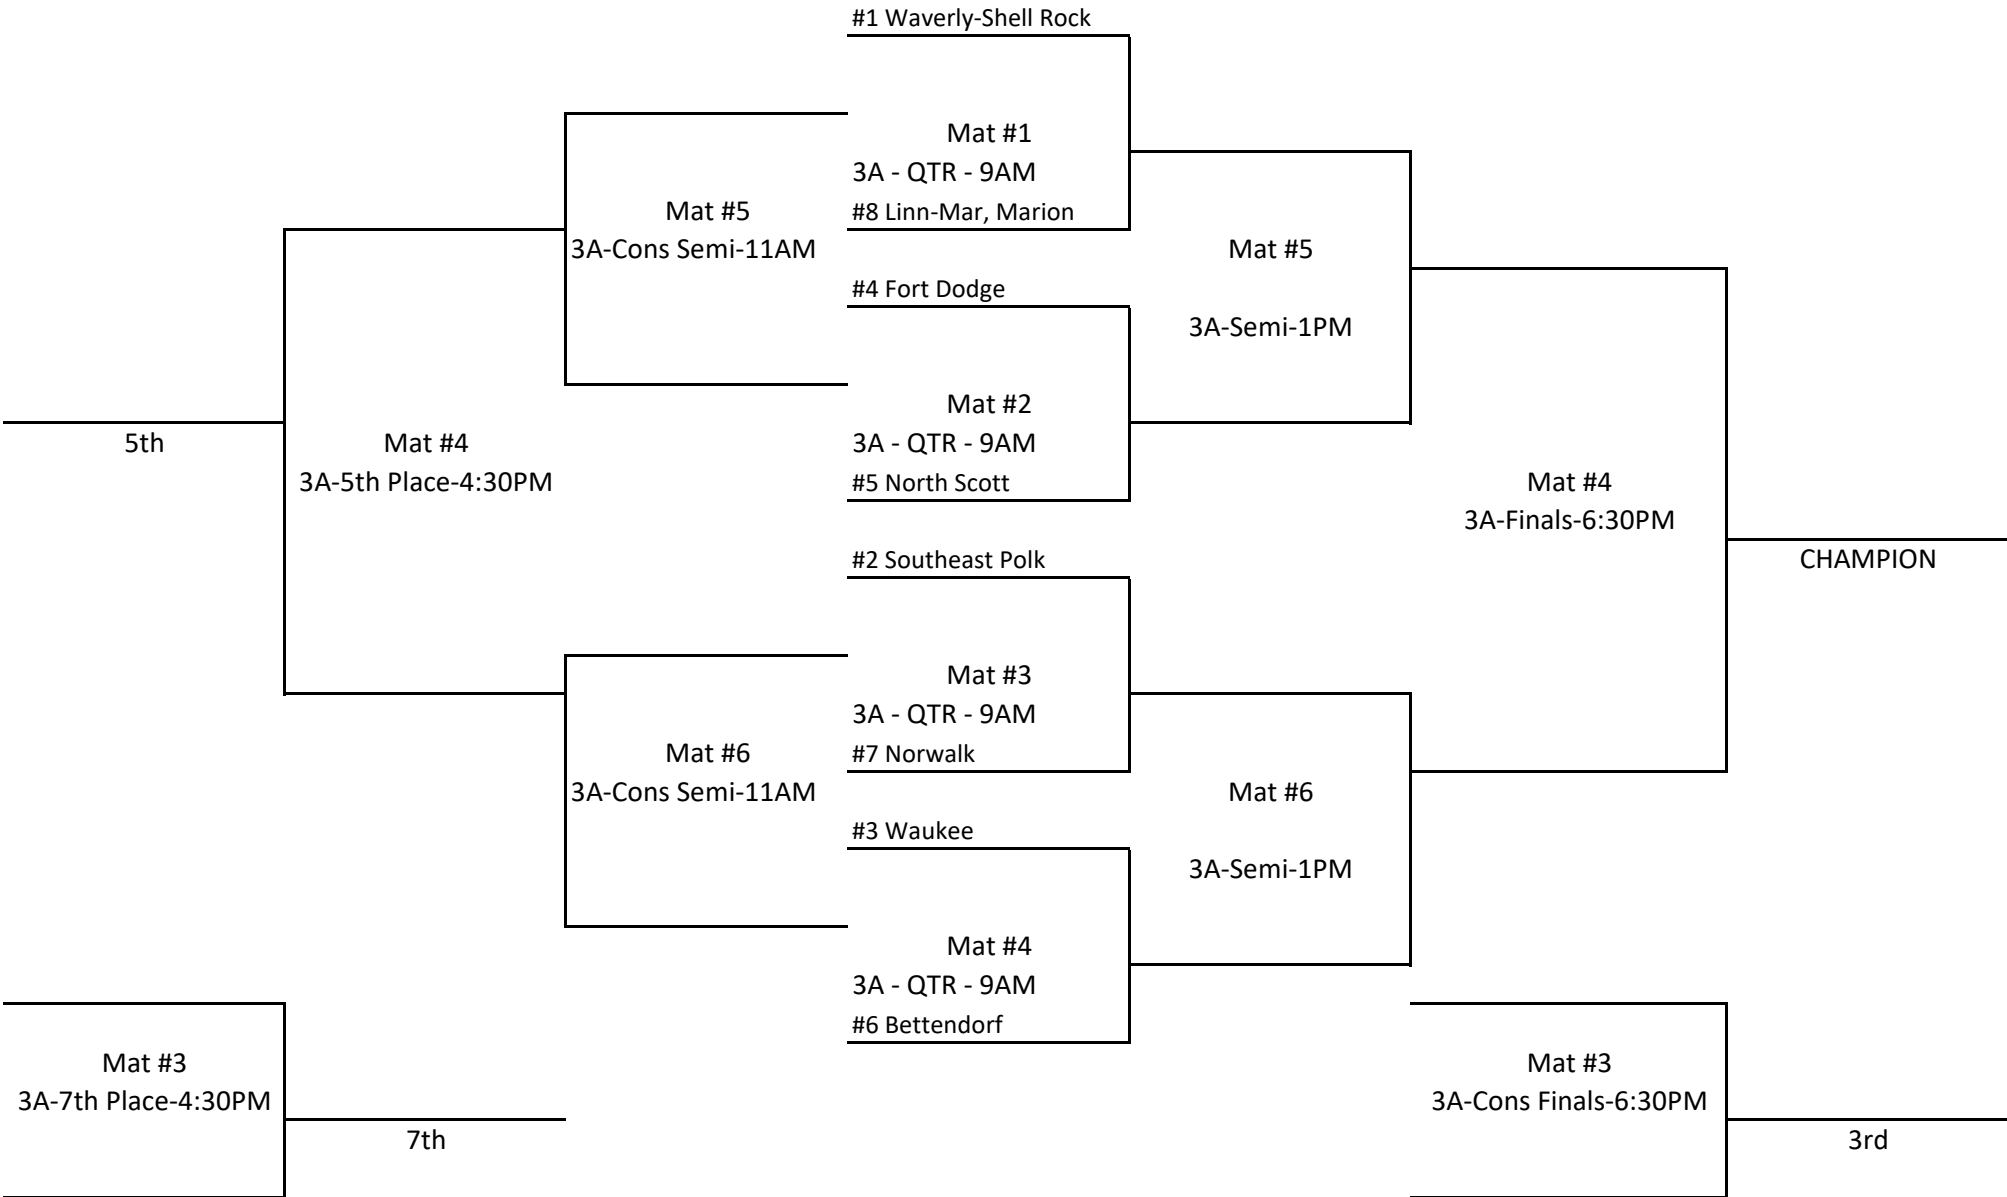 #1 Waverly-Shell Rock
Mat #1
3A - QTR - 9AM
#8 Linn-Mar, Marion
Mat #5
3A-Cons Semi-11AM
Mat #5
3A-Semi-1PM
#4 Fort Dodge
Mat #2
3A - QTR - 9AM
#5 North Scott
5th
Mat #4
3A-5th Place-4:30PM
Mat #4
3A-Finals-6:30PM
CHAMPION
#2 Southeast Polk
Mat #3
3A - QTR - 9AM
#7 Norwalk
Mat #6
3A-Cons Semi-11AM
Mat #6
3A-Semi-1PM
#3 Waukee
Mat #4
3A - QTR - 9AM
#6 Bettendorf
Mat #3
3A-7th Place-4:30PM
7th
Mat #3
3A-Cons Finals-6:30PM
3rd